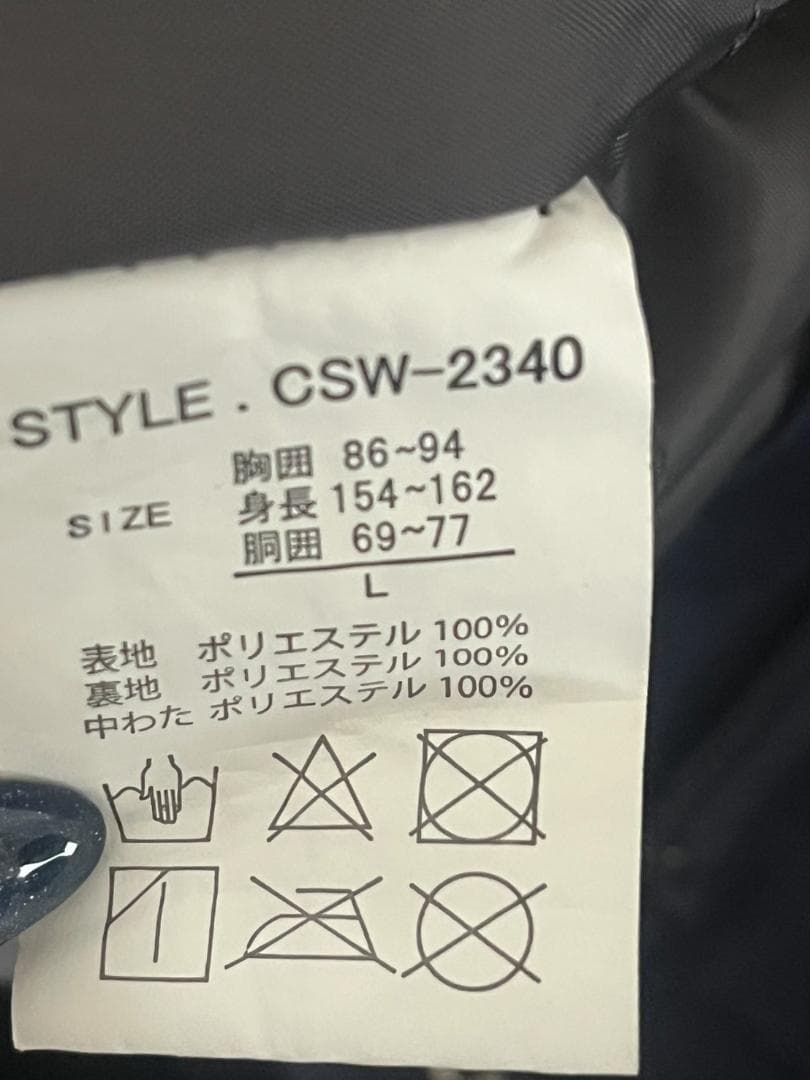 STYLE . CSW-2340
胸囲 86~94
SIZE 身長 154~162
胴囲 69~77
L
表地 ポリエステル 100%
裏地 ポリエステル 100%
中わた ポリエステル 100%